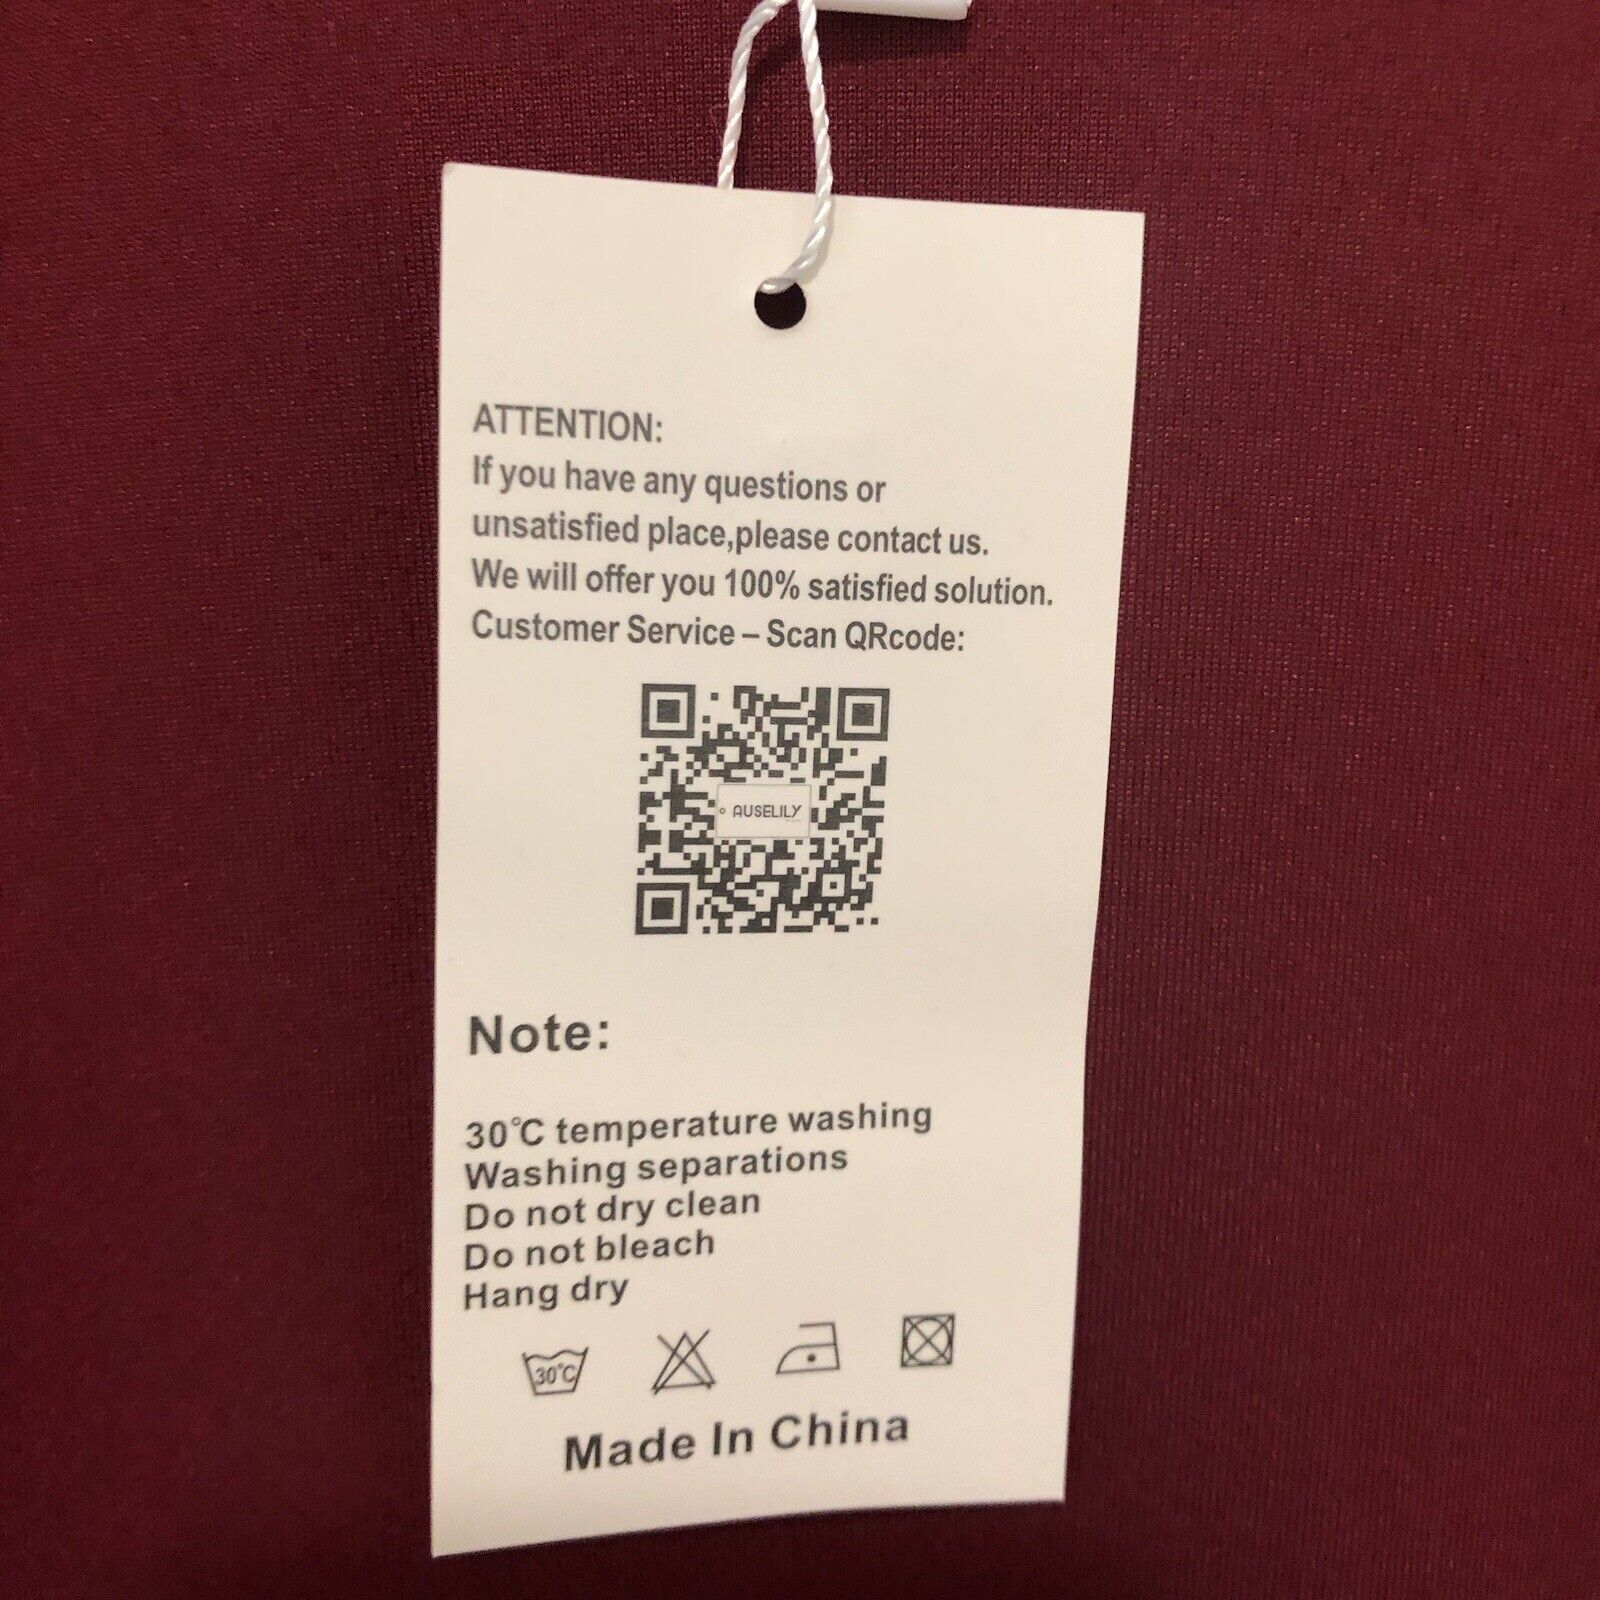 ATTENTION:
If you have any questions or
unsatisfied place,please contact us.
We will offer you 100% satisfied solution.
Customer Service – Scan QRcode:
AUSELILY
Note:
30℃ temperature washing
Washing separations
Do not dry clean
Do not bleach
Hang dry
30℃
Made In China